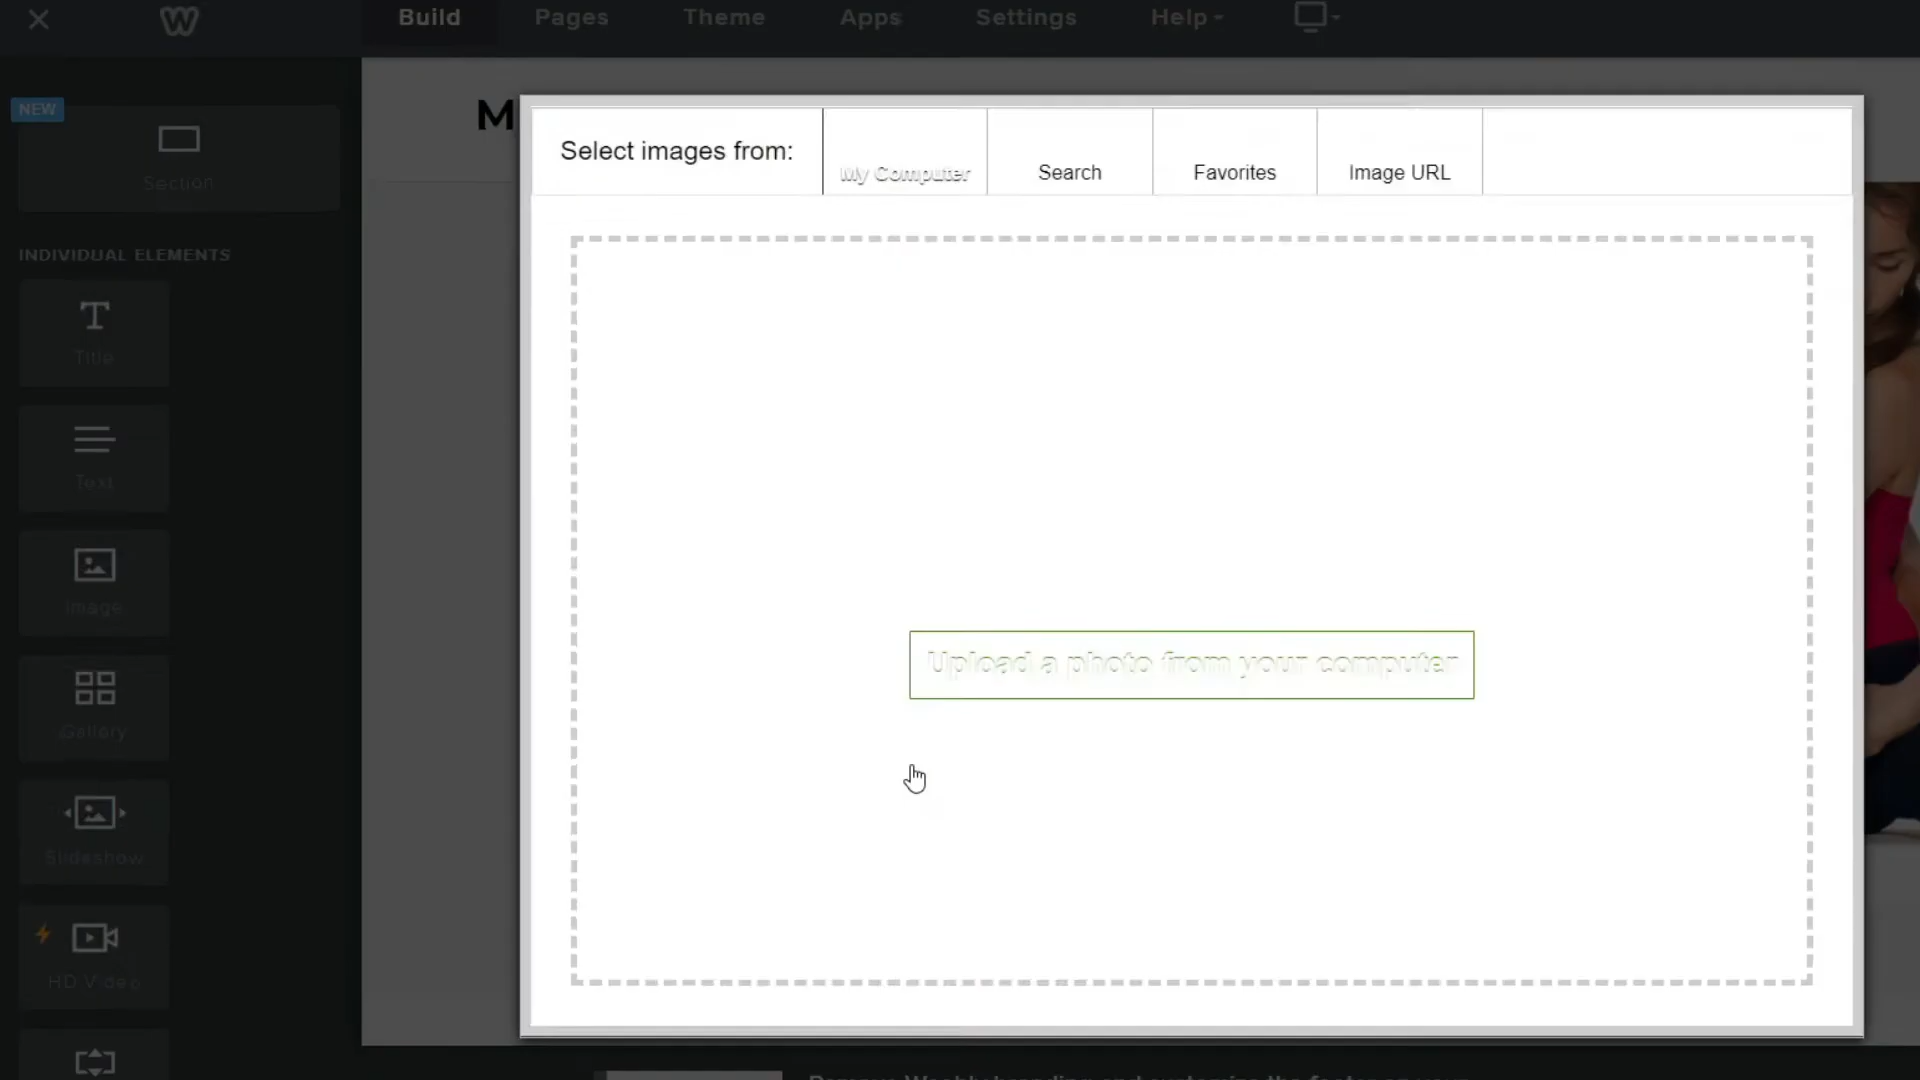 Build Pages Theme Apps Settings Help
NEW
Section
INDIVIDUAL ELEMENTS
Title
Text
Image
Gallery
Slideshow
HD Video
M
Select images from:
My Computer
Search
Favorites
Image URL
Upload a photo from your computer